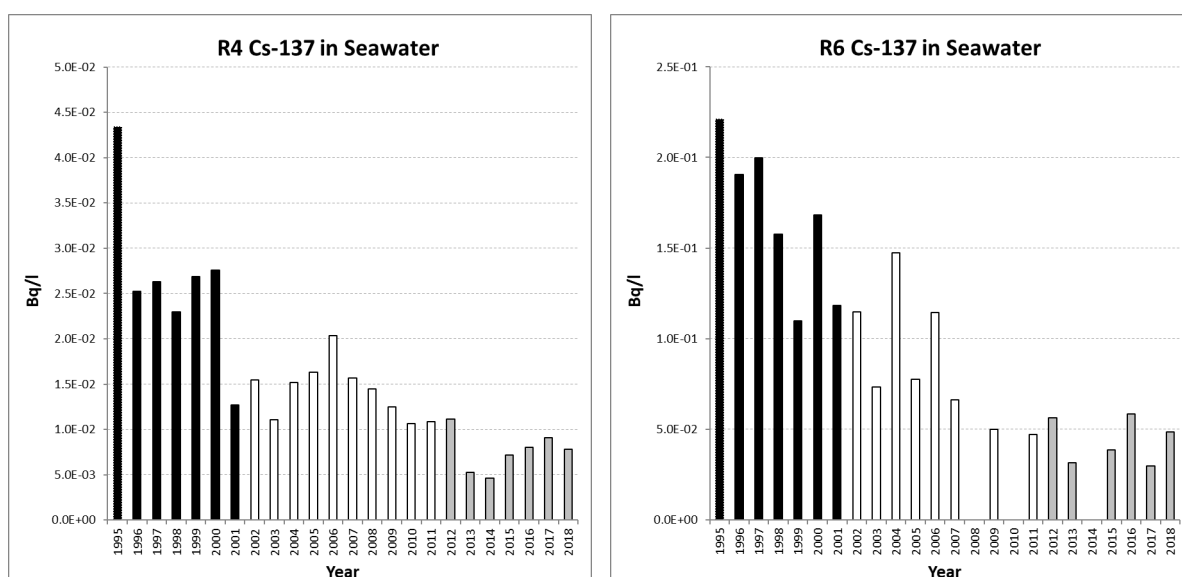 R4 Cs-137 in Seawater
5.0E-02
4.5E-02
4.0E-02
3.5E-02
3.0E-02
2.5E-02
2.0E-02
1.5E-02
1.0E-02
5.0E-03
0.0E+00
Bq/l
1995 1996 1997 1998 1999 2000 2001 2002 2003 2004 2005 2006 2007 2008 2009 2010 2011 2012 2013 2014 2015 2016 2017 2018
Year
R6 Cs-137 in Seawater
2.5E-01
2.0E-01
1.5E-01
1.0E-01
5.0E-02
0.0E+00
Bq/l
1995 1996 1997 1998 1999 2000 2001 2002 2003 2004 2005 2006 2007 2008 2009 2010 2011 2012 2013 2014 2015 2016 2017 2018
Year